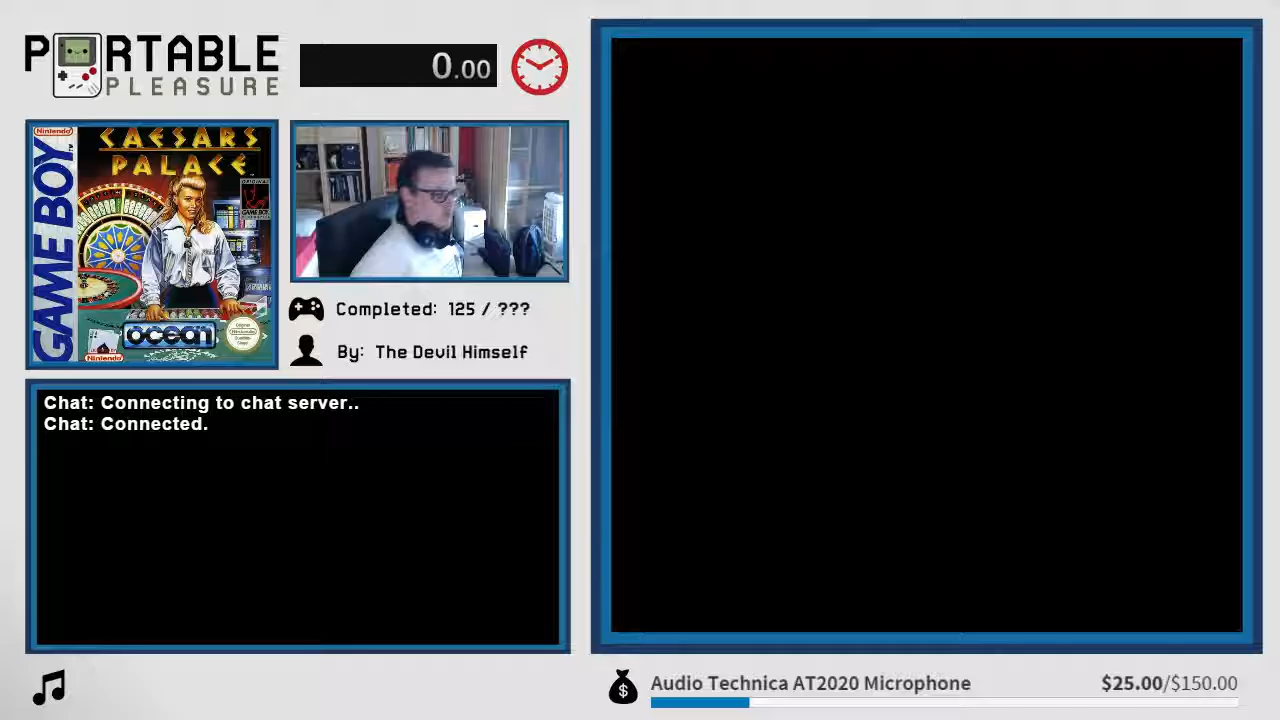 PORTABLE
PLEASURE
0.00
Nintendo
CAESARS
PALACE
GAME BOY
ocean
Nintendo
Completed: 125 / ???
By: The Devil Himself
Chat: Connecting to chat server..
Chat: Connected.
Audio Technica AT2020 Microphone
$25.00/$150.00